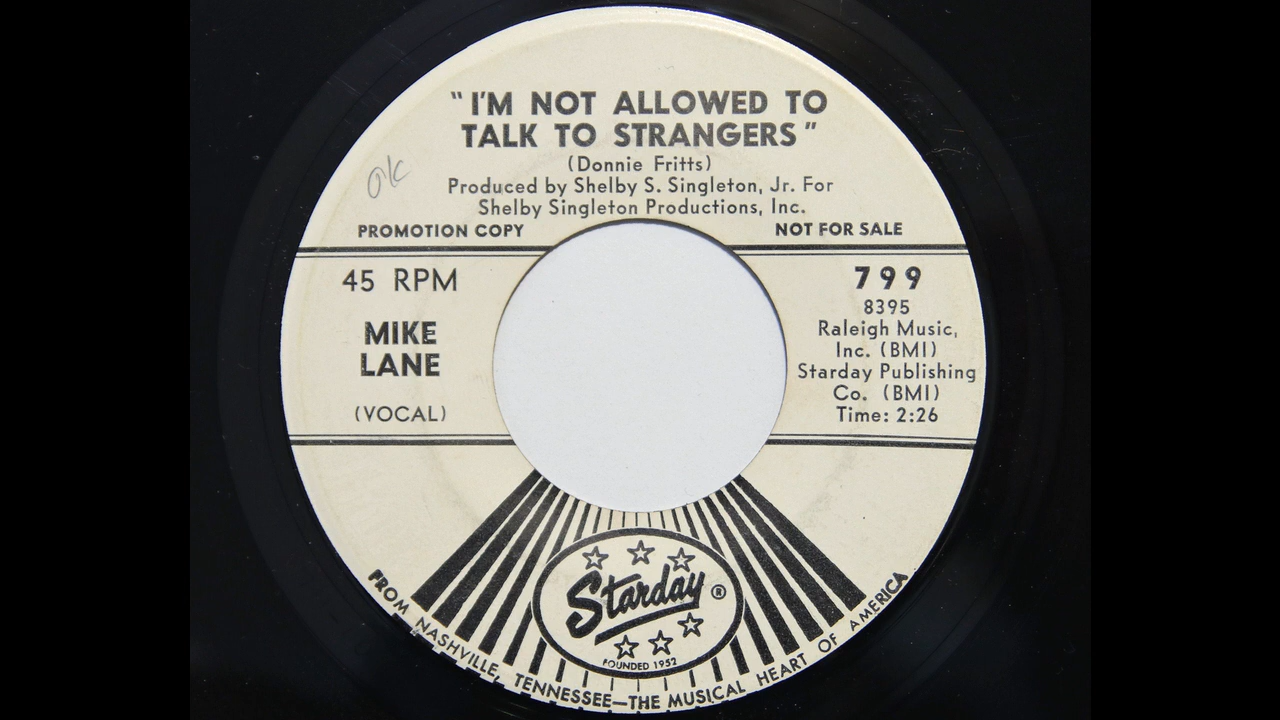 "I'M NOT ALLOWED TO
TALK TO STRANGERS"
(Donnie Fritts)
Produced by Shelby S. Singleton, Jr. For
Shelby Singleton Productions, Inc.
ok
PROMOTION COPY
NOT FOR SALE
45 RPM
MIKE
LANE
(VOCAL)
799
8395
Raleigh Music,
Inc. (BMI)
Starday Publishing
Co. (BMI)
Time: 2:26
Starday ®
FOUNDED 1952
FROM NASHVILLE, TENNESSEE—THE MUSICAL HEART OF AMERICA